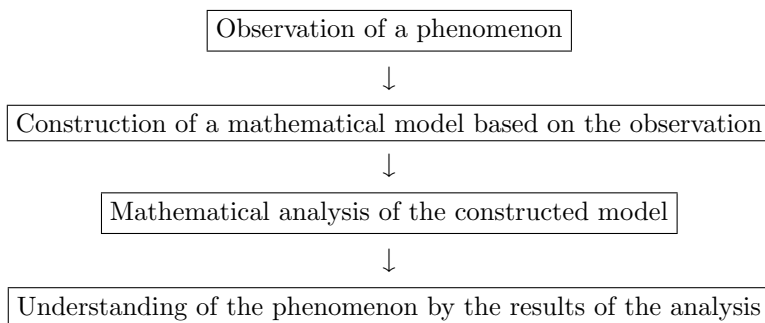 Observation of a phenomenon
↓
Construction of a mathematical model based on the observation
↓
Mathematical analysis of the constructed model
↓
Understanding of the phenomenon by the results of the analysis